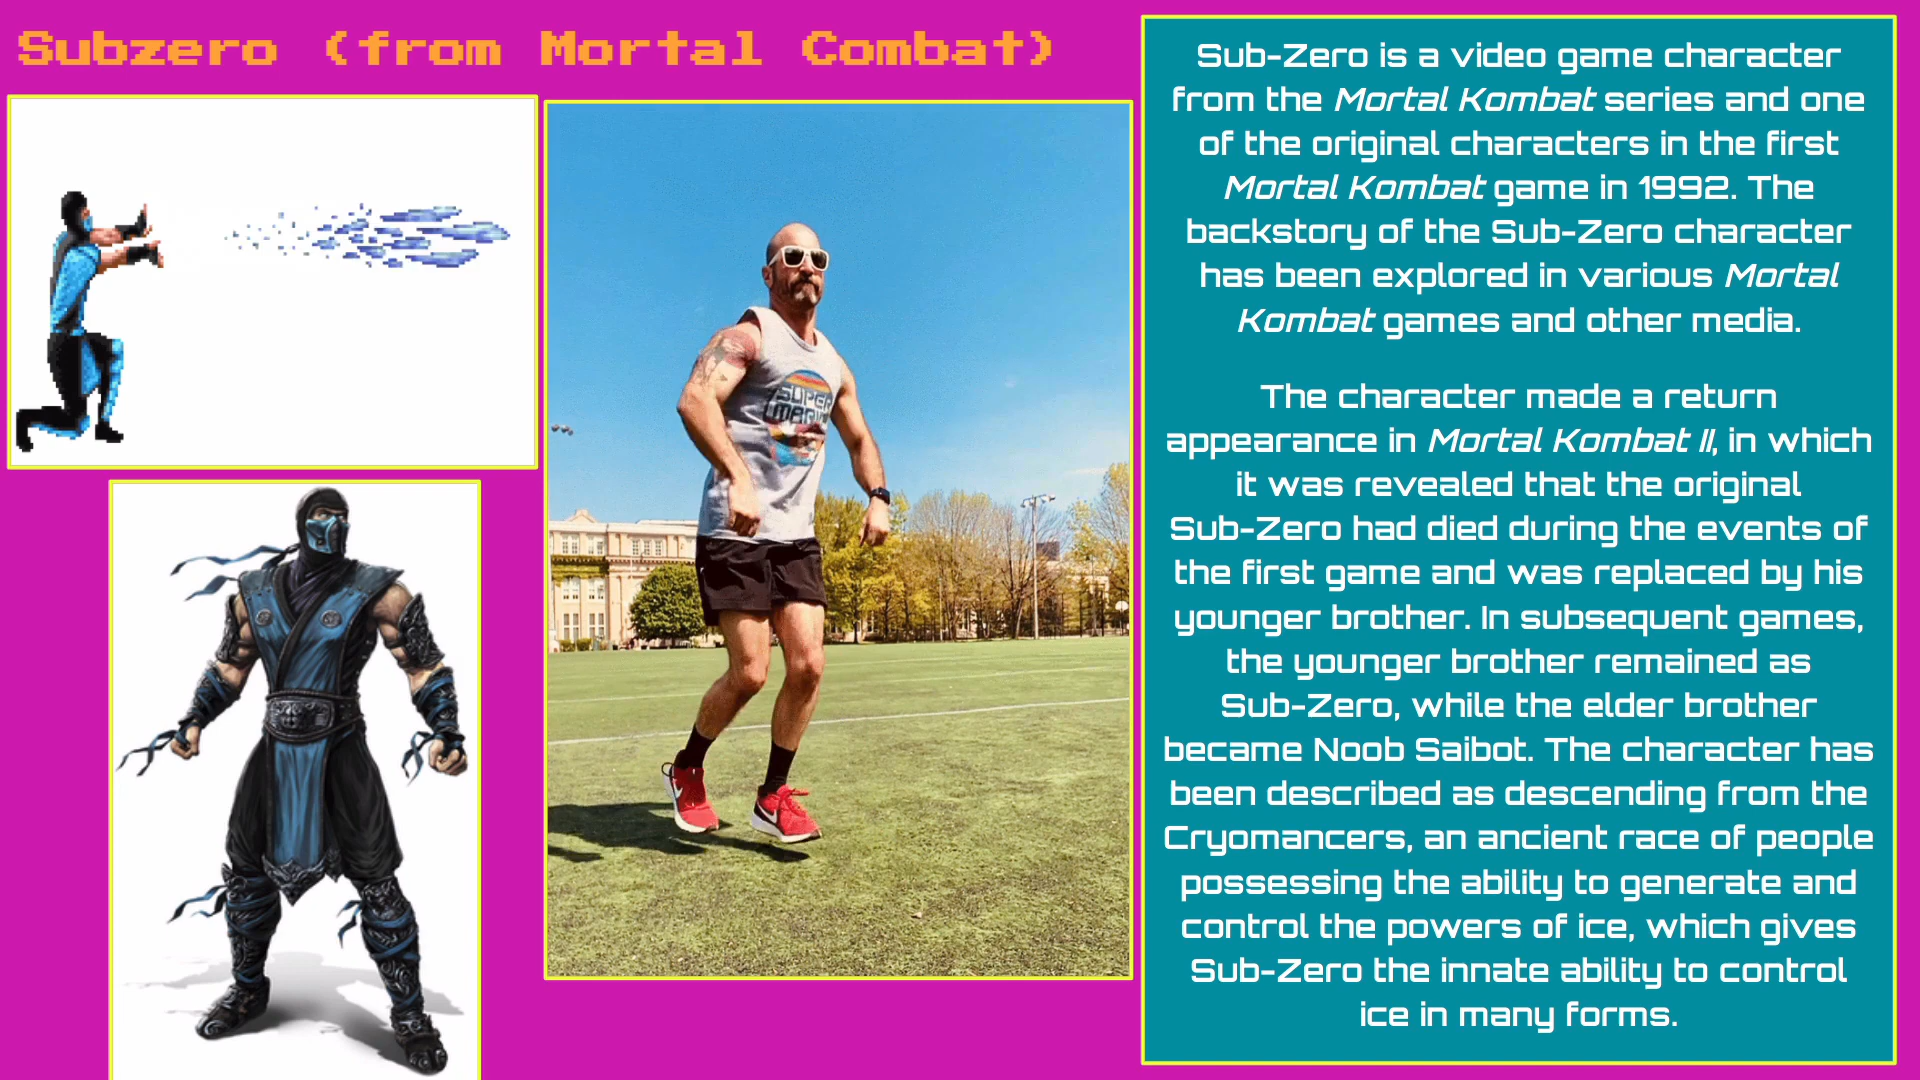 Subzero (from Mortal Combat)
SUPER
MARIO
Sub-Zero is a video game character
from the Mortal Kombat series and one
of the original characters in the first
Mortal Kombat game in 1992. The
backstory of the Sub-Zero character
has been explored in various Mortal
Kombat games and other media.
The character made a return
appearance in Mortal Kombat II, in which
it was revealed that the original
Sub-Zero had died during the events of
the first game and was replaced by his
younger brother. In subsequent games,
the younger brother remained as
Sub-Zero, while the elder brother
became Noob Saibot. The character has
been described as descending from the
Cryomancers, an ancient race of people
possessing the ability to generate and
control the powers of ice, which gives
Sub-Zero the innate ability to control
ice in many forms.